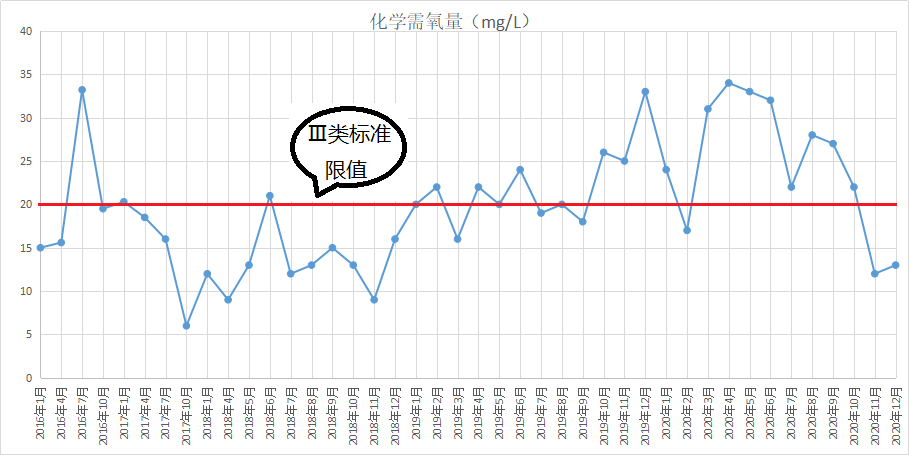 化学需氧量（mg/L）
40
35
30
25
20
15
10
5
0
Ⅲ类标准
限值
2016年1月
2016年4月
2016年7月
2016年10月
2017年1月
2017年4月
2017年7月
2017年10月
2018年1月
2018年4月
2018年5月
2018年6月
2018年7月
2018年8月
2018年9月
2018年10月
2018年11月
2018年12月
2019年1月
2019年2月
2019年3月
2019年4月
2019年5月
2019年6月
2019年7月
2019年8月
2019年9月
2019年10月
2019年11月
2019年12月
2020年1月
2020年2月
2020年3月
2020年4月
2020年5月
2020年6月
2020年7月
2020年8月
2020年9月
2020年10月
2020年11月
2020年12月